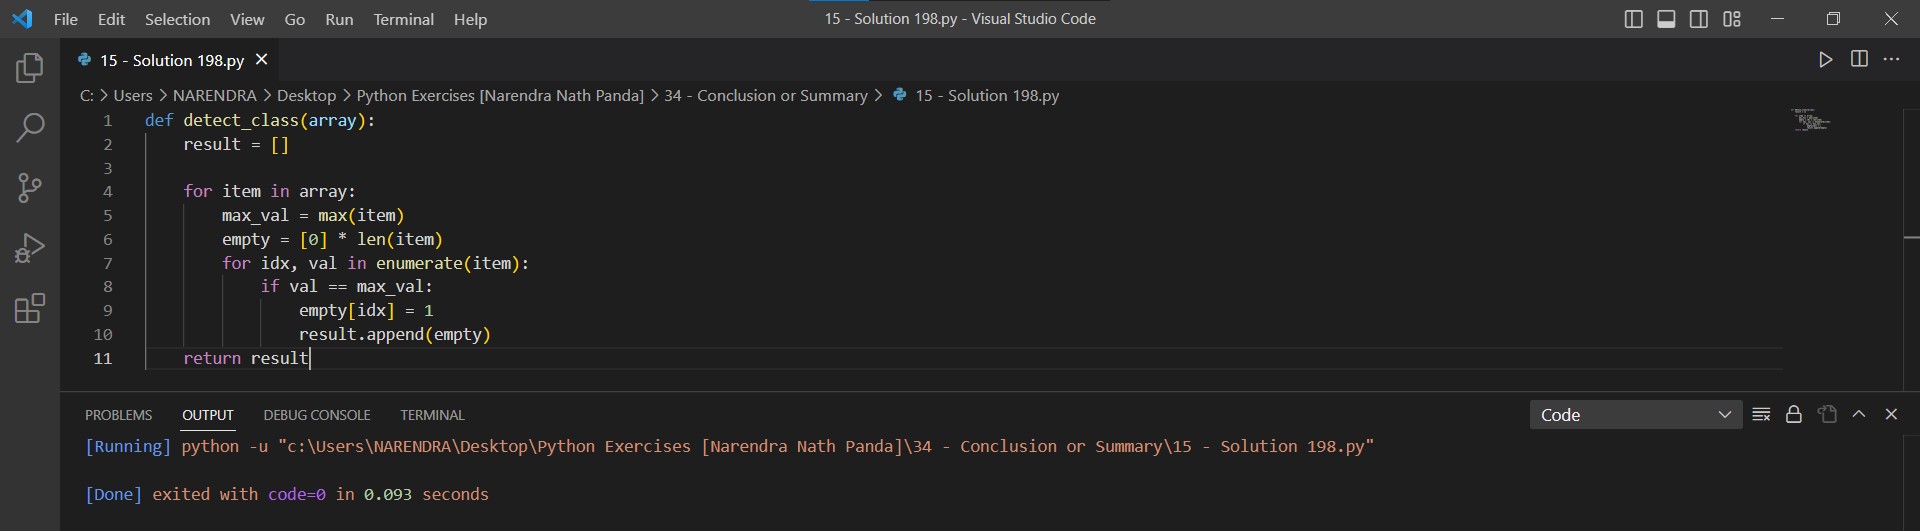 File Edit Selection View Go Run Terminal Help 15 - Solution 198.py - Visual Studio Code
15 - Solution 198.py
C: > Users > NARENDRA > Desktop > Python Exercises [Narendra Nath Panda] > 34 - Conclusion or Summary > 15 - Solution 198.py
1 def detect_class(array):
2     result = []
3
4     for item in array:
5         max_val = max(item)
6         empty = [0] * len(item)
7         for idx, val in enumerate(item):
8             if val == max_val:
9                 empty[idx] = 1
10                 result.append(empty)
11     return result
PROBLEMS OUTPUT DEBUG CONSOLE TERMINAL Code
[Running] python -u "c:\Users\NARENDRA\Desktop\Python Exercises [Narendra Nath Panda]\34 - Conclusion or Summary\15 - Solution 198.py"
[Done] exited with code=0 in 0.093 seconds